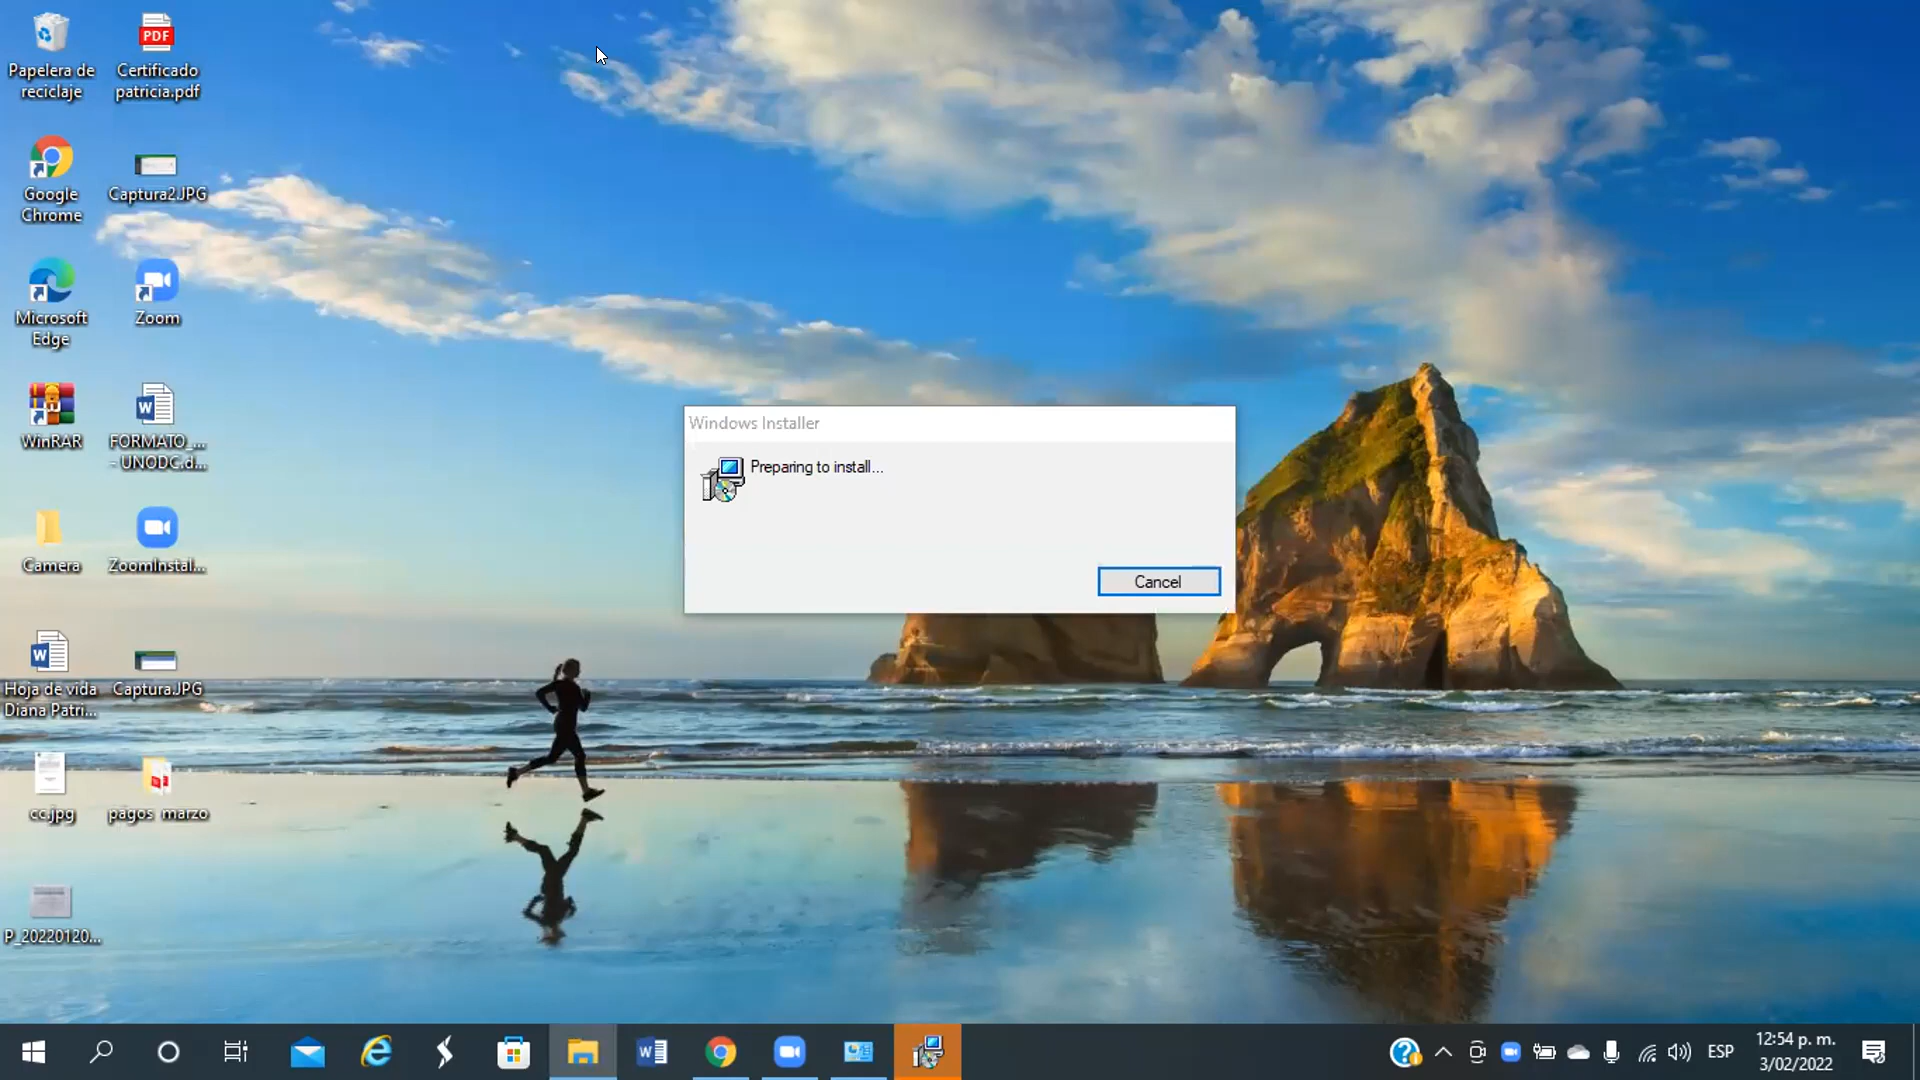 Papelera de
reciclaje
PDF
Certificado
patricia.pdf
Google
Chrome
Captura2.JPG
Microsoft
Edge
Zoom
WinRAR
W
FORMATO_...
- UNODC.d...
Camera
ZoomInstal...
W
Hoja de vida
Diana Patri...
Captura.JPG
cc.jpg
pagos marzo
P_20220120...
Windows Installer
Preparing to install...
Cancel
ESP
12:54 p. m.
3/02/2022